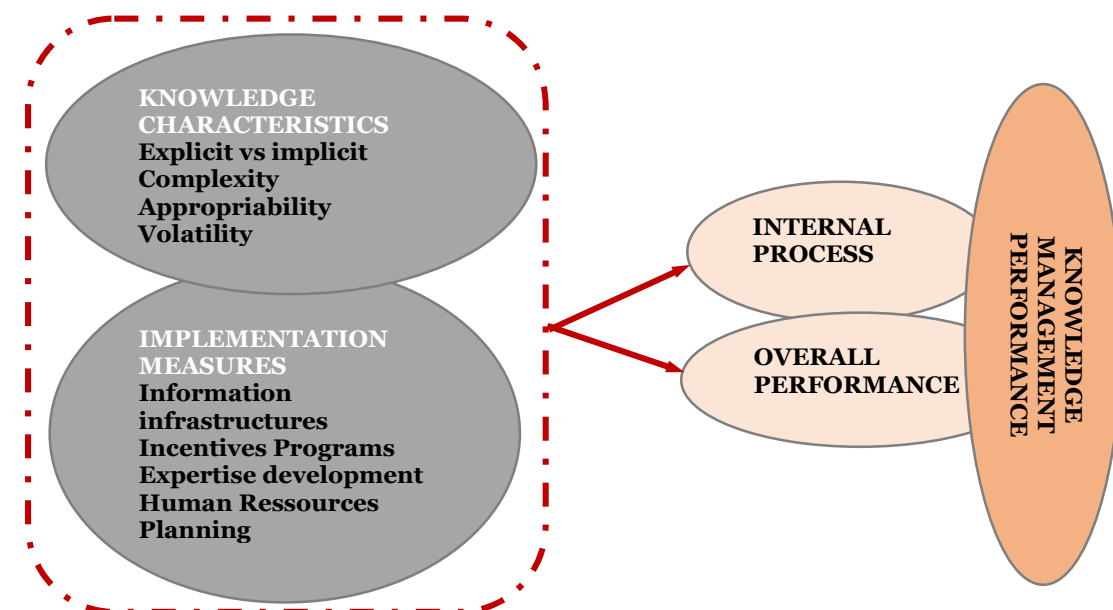 KNOWLEDGE
CHARACTERISTICS
Explicit vs implicit
Complexity
Appropriability
Volatility
IMPLEMENTATION
MEASURES
Information
infrastructures
Incentives Programs
Expertise development
Human Ressources
Planning
INTERNAL
PROCESS
OVERALL
PERFORMANCE
KNOWLEDGE
MANAGEMENT
PERFORMANCE